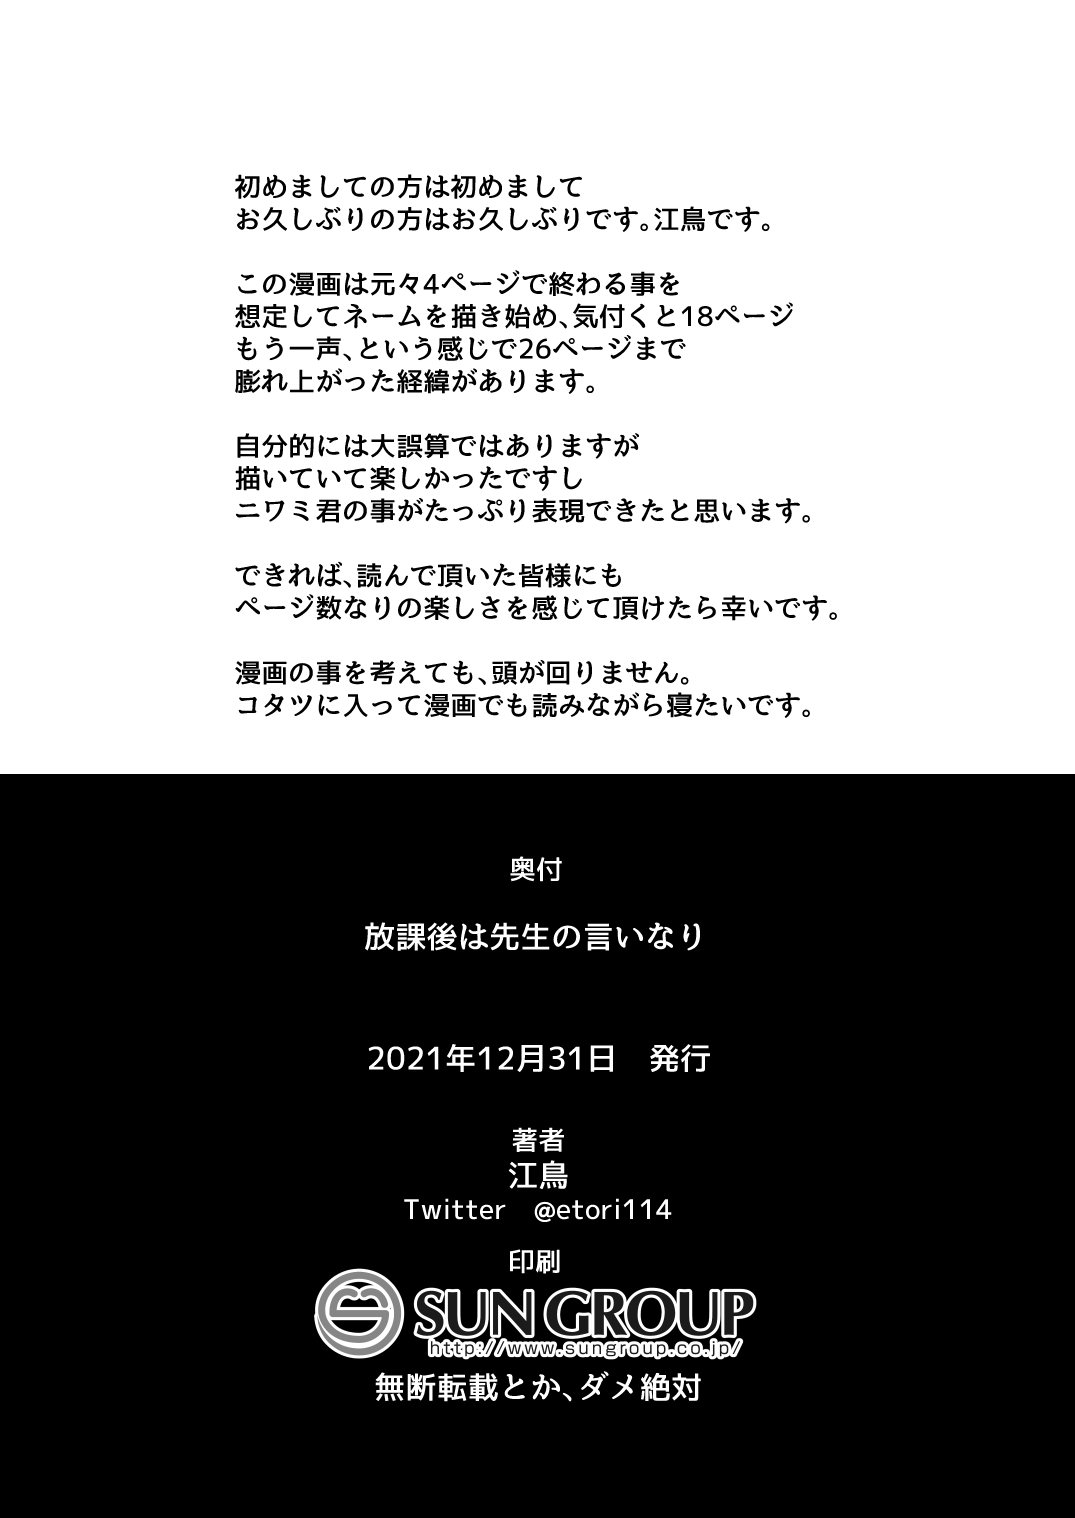 初めましての方は初めまして
お久しぶりの方はお久しぶりです。江鳥です。
この漫画は元々4ページで終わる事を
想定してネームを描き始め、気付くと18ページ
もう一声、という感じで26ページまで
膨れ上がった経緯があります。
自分的には大誤算ではありますが
描いていて楽しかったですし
ニワミ君の事がたっぷり表現できたと思います。
できれば、読んで頂いた皆様にも
ページ数なりの楽しさを感じて頂けたら幸いです。
漫画の事を考えても、頭が回りません。
コタツに入って漫画でも読みながら寝たいです。
奥付
放課後は先生の言いなり
2021年12月31日　発行
著者
江鳥
Twitter　@etori114
印刷
SUN GROUP
http://www.sungroup.co.jp/
無断転載とか、ダメ絶対